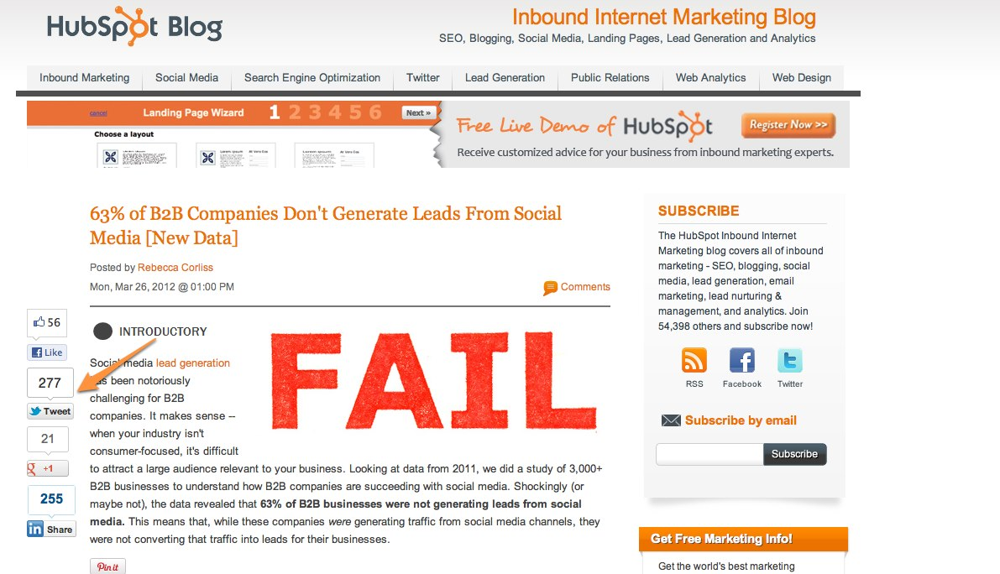 HubSpot Blog
Inbound Internet Marketing Blog
SEO, Blogging, Social Media, Landing Pages, Lead Generation and Analytics
Inbound Marketing
Social Media
Search Engine Optimization
Twitter
Lead Generation
Public Relations
Web Analytics
Web Design
cancel
Landing Page Wizard
1 2 3 4 5 6
Next »
Choose a layout
Free Live Demo of HubSpot
Register Now >>
Receive customized advice for your business from inbound marketing experts.
63% of B2B Companies Don't Generate Leads From Social
Media [New Data]
Posted by Rebecca Corliss
Mon, Mar 26, 2012 @ 01:00 PM
Comments
56
Like
277
Tweet
21
+1
255
in Share
INTRODUCTORY
FAIL
Social media lead generation
has been notoriously
challenging for B2B
companies. It makes sense --
when your industry isn't
consumer-focused, it's difficult
to attract a large audience relevant to your business. Looking at data from 2011, we did a study of 3,000+
B2B businesses to understand how B2B companies are succeeding with social media. Shockingly (or
maybe not), the data revealed that 63% of B2B businesses were not generating leads from social
media. This means that, while these companies were generating traffic from social media channels, they
were not converting that traffic into leads for their businesses.
Pin it
SUBSCRIBE
The HubSpot Inbound Internet
Marketing blog covers all of inbound
marketing - SEO, blogging, social
media, lead generation, email
marketing, lead nurturing &
management, and analytics. Join
54,398 others and subscribe now!
RSS
Facebook
Twitter
Subscribe by email
Subscribe
Get Free Marketing Info!
Get the world's best marketing